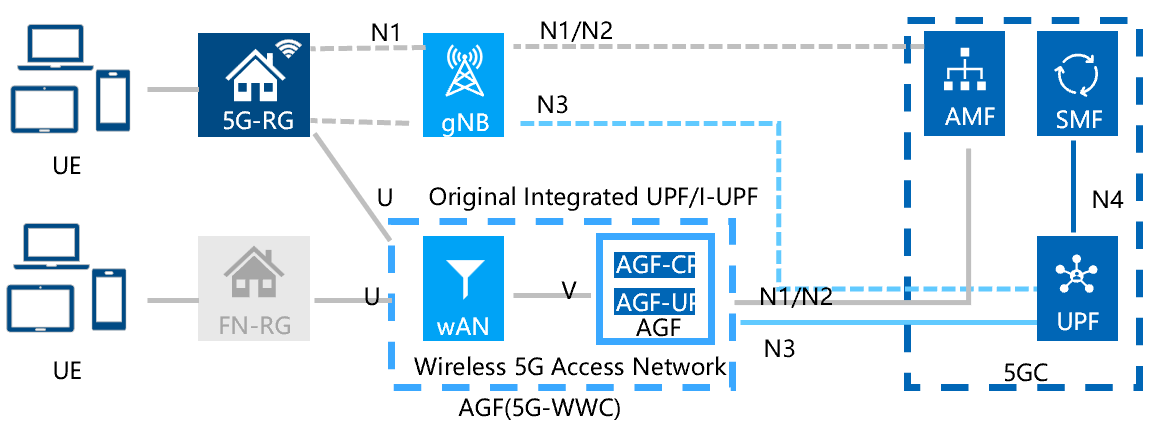 N1
N1/N2
5G-RG
gNB
N3
AMF
SMF
UE
U
Original Integrated UPF/I-UPF
N4
AGF-CP
U
V
AGF-UP
N1/N2
FN-RG
wAN
AGF
UPF
N3
UE
Wireless 5G Access Network
5GC
AGF(5G-WWC)